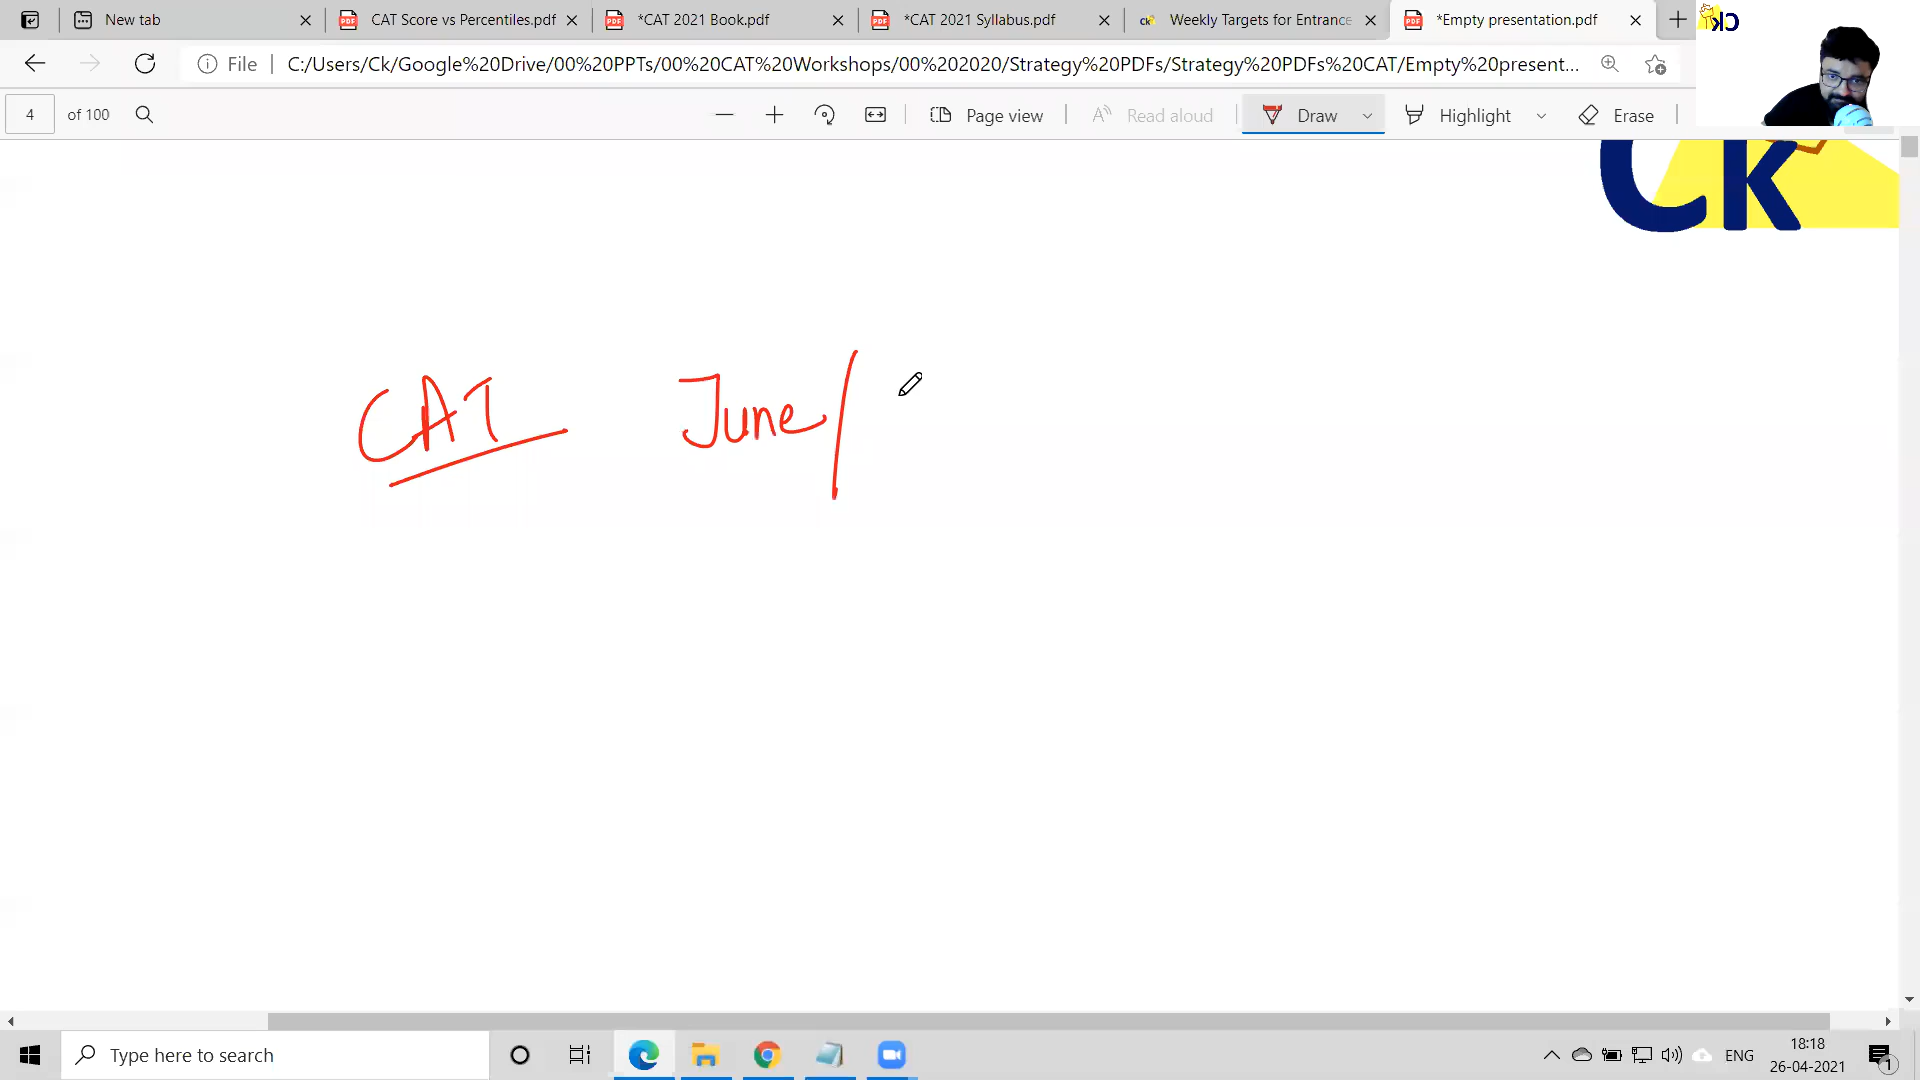 New tab
CAT Score vs Percentiles.pdf
*CAT 2021 Book.pdf
*CAT 2021 Syllabus.pdf
Weekly Targets for Entrance
*Empty presentation.pdf
File
C:/Users/Ck/Google%20Drive/00%20PPTs/00%20CAT%20Workshops/00%202020/Strategy%20PDFs/Strategy%20PDFs%20CAT/Empty%20present...
4 of 100
Page view
Read aloud
Draw
Highlight
Erase
Ck
CAT June/
Type here to search
ENG
18:18
26-04-2021
1